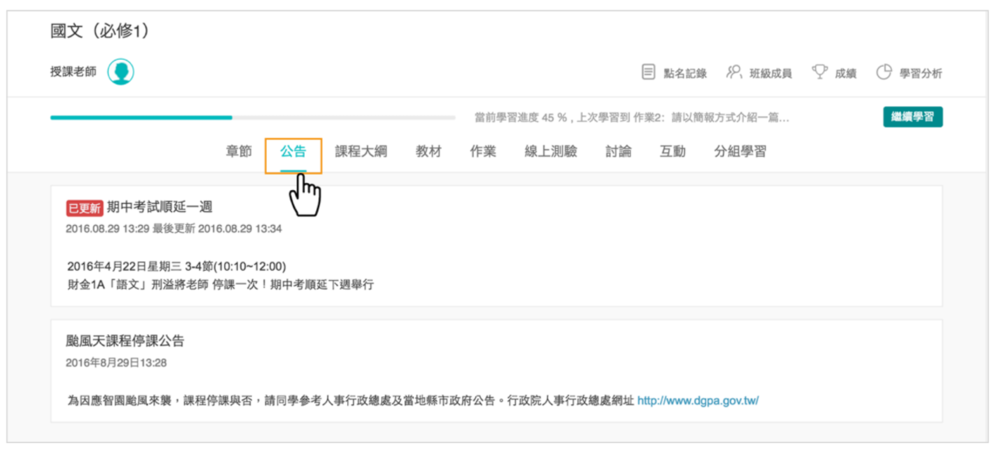 國文（必修1）
授課老師
點名記錄 班級成員 成績 學習分析
當前學習進度 45 % , 上次學習到 作業2：請以簡報方式介紹一篇...
繼續學習
章節 公告 課程大綱 教材 作業 線上測驗 討論 互動 分組學習
已更新 期中考試順延一週
2016.08.29 13:29 最後更新 2016.08.29 13:34
2016年4月22日星期三 3-4節(10:10~12:00)
財金1A「語文」刑溢將老師 停課一次！期中考順延下週舉行
颱風天課程停課公告
2016年8月29日13:28
為因應智園颱風來襲，課程停課與否，請同學參考人事行政總處及當地縣市政府公告。行政院人事行政總處網址 http://www.dgpa.gov.tw/